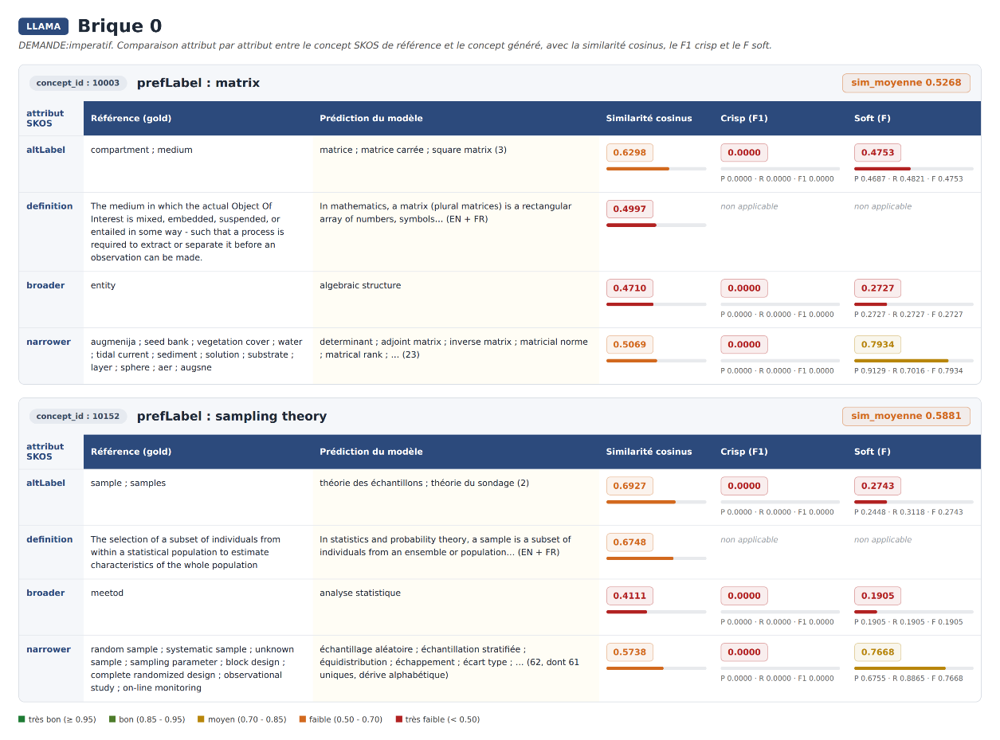 LLAMA Brique 0
DEMANDE:imperatif. Comparaison attribut par attribut entre le concept SKOS de référence et le concept généré, avec la similarité cosinus, le F1 crisp et le F soft.
concept_id : 10003 prefLabel : matrix sim_moyenne 0.5268
attribut
SKOS
Référence (gold) Prédiction du modèle Similarité cosinus Crisp (F1) Soft (F)
altLabel compartment ; medium matrice ; matrice carrée ; square matrix (3) 0.6298 0.0000 0.4753
P 0.0000 · R 0.0000 · F1 0.0000 P 0.4687 · R 0.4821 · F1 0.4753
definition The medium in which the actual Object Of In mathematics, a matrix (plural matrices) is a rectangular 0.4997 non applicable non applicable
Interest is mixed, embedded, suspended, or array of numbers, symbols… (EN + FR)
entailed in some way - such that a process is
required to extract or separate it before an
observation can be made.
broader entity algebraic structure 0.4710 0.0000 0.2727
P 0.0000 · R 0.0000 · F1 0.0000 P 0.2727 · R 0.2727 · F 0.2727
narrower augmenija ; seed bank ; vegetation cover ; water determinant ; adjoint matrix ; inverse matrix ; matricial norme 0.5069 0.0000 0.7934
; tidal current ; sediment ; solution ; substrate ; ; matrical rank ; … (23)
layer ; sphere ; aer ; augsne P 0.0000 · R 0.0000 · F1 0.0000 P 0.9129 · R 0.7016 · F 0.7934
concept_id : 10152 prefLabel : sampling theory sim_moyenne 0.5881
attribut
SKOS
Référence (gold) Prédiction du modèle Similarité cosinus Crisp (F1) Soft (F)
altLabel sample ; samples théorie des échantillons ; théorie du sondage (2) 0.6927 0.0000 0.2743
P 0.0000 · R 0.0000 · F1 0.0000 P 0.2448 · R 0.3118 · F 0.2743
definition The selection of a subset of individuals from In statistics and probability theory, a sample is a subset of 0.6748 non applicable non applicable
within a statistical population to estimate individuals from an ensemble or population… (EN + FR)
characteristics of the whole population
broader meetod analyse statistique 0.4111 0.0000 0.1905
P 0.0000 · R 0.0000 · F1 0.0000 P 0.1905 · R 0.1905 · F 0.1905
narrower random sample ; systematic sample ; unknown échantillage aléatoire ; échantillation stratifiée ; 0.5738 0.0000 0.7668
sample ; sampling parameter ; block design ; équidistribution ; échappement ; écart type ; … (62, dont 61
complete randomized design ; observational uniques, dérive alphabétique) P 0.0000 · R 0.0000 · F1 0.0000 P 0.6755 · R 0.8865 · F 0.7668
study ; on-line monitoring
très bon (≥ 0.95) bon (0.85 - 0.95) moyen (0.70 - 0.85) faible (0.50 - 0.70) très faible (< 0.50)